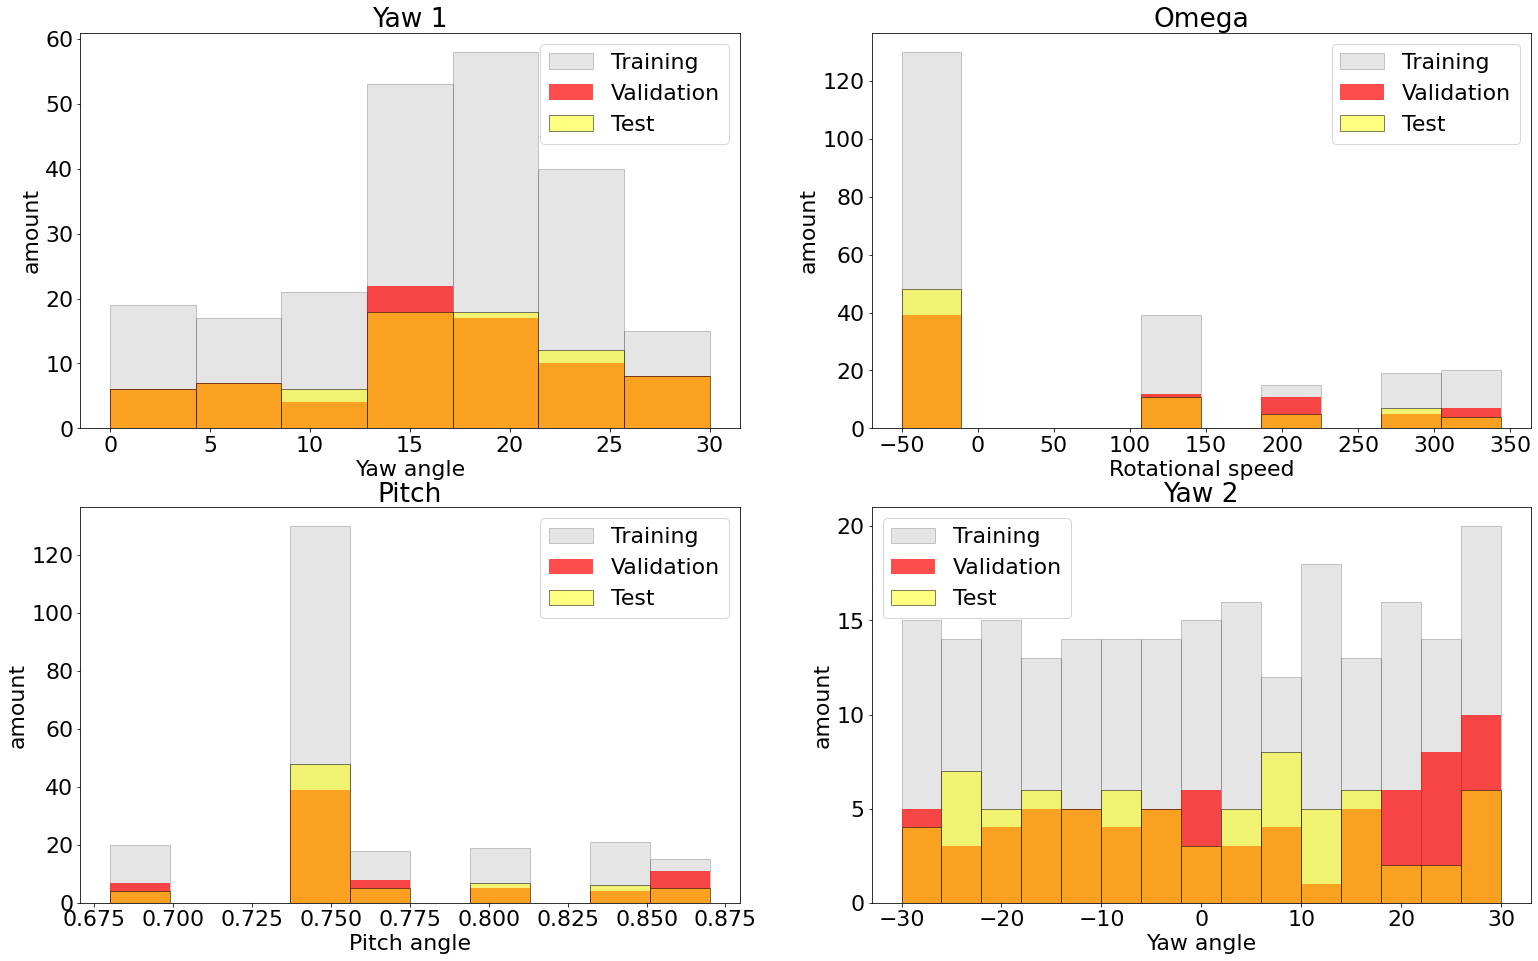 Yaw 1
60
50
40
30
20
10
0
amount
Training
Validation
Test
0 5 10 15 20 25 30
Yaw angle
Omega
120
100
80
60
40
20
0
amount
Training
Validation
Test
−50 0 50 100 150 200 250 300 350
Rotational speed
Pitch
120
100
80
60
40
20
0
amount
Training
Validation
Test
0.675 0.700 0.725 0.750 0.775 0.800 0.825 0.850 0.875
Pitch angle
Yaw 2
20
15
10
5
0
amount
Training
Validation
Test
−30 −20 −10 0 10 20 30
Yaw angle